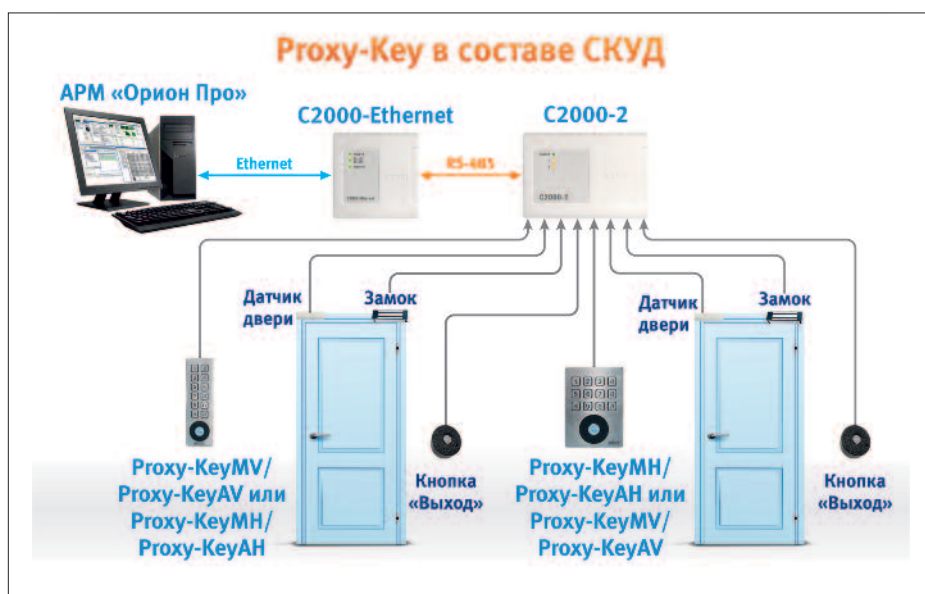 Proxy-Key в составе СКУД
АРМ «Орион Про»
C2000-Ethernet
C2000-2
Ethernet
RS-485
C2000-2
Датчик
двери
Замок
Датчик
двери
Замок
Proxy-KeyMV/
Proxy-KeyAV или
Proxy-KeyMH/
Proxy-KeyAH
Кнопка
«Выход»
Proxy-KeyMH/
Proxy-KeyAH или
Proxy-KeyMV/
Proxy-KeyAV
Кнопка
«Выход»